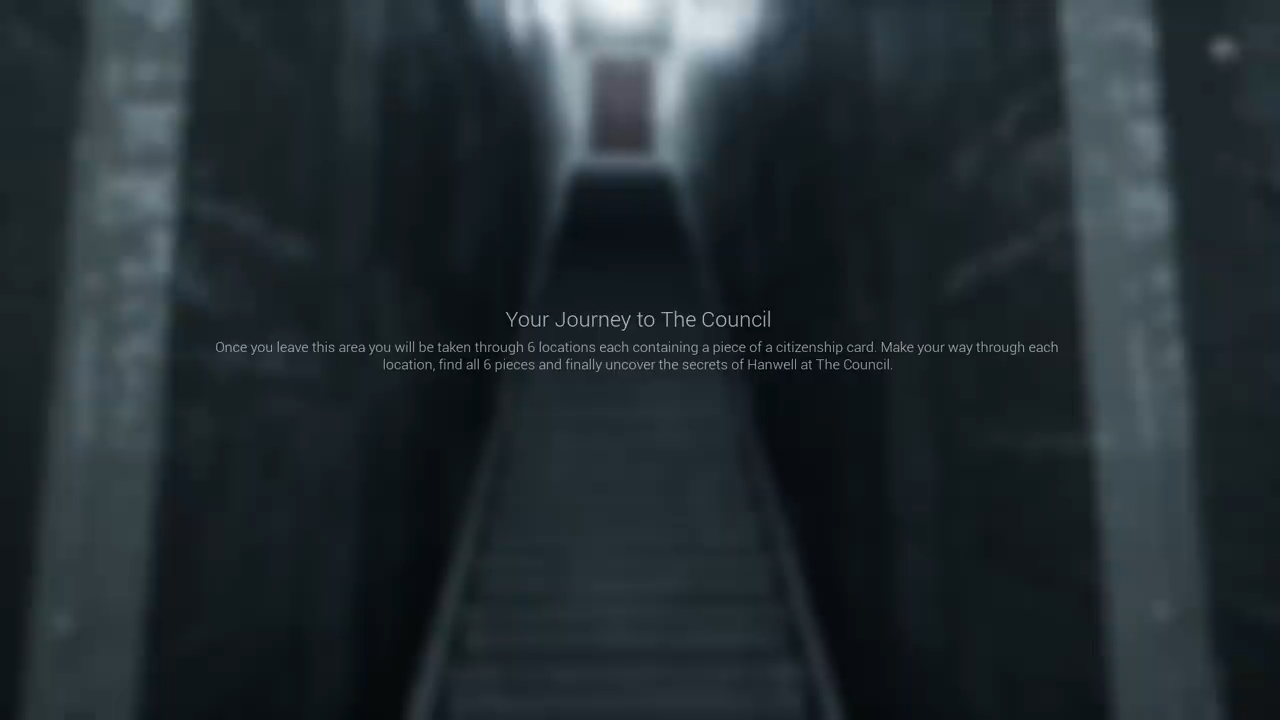 Your Journey to The Council
Once you leave this area you will be taken through 6 locations each containing a piece of a citizenship card. Make your way through each
location, find all 6 pieces and finally uncover the secrets of Hanwell at The Council.